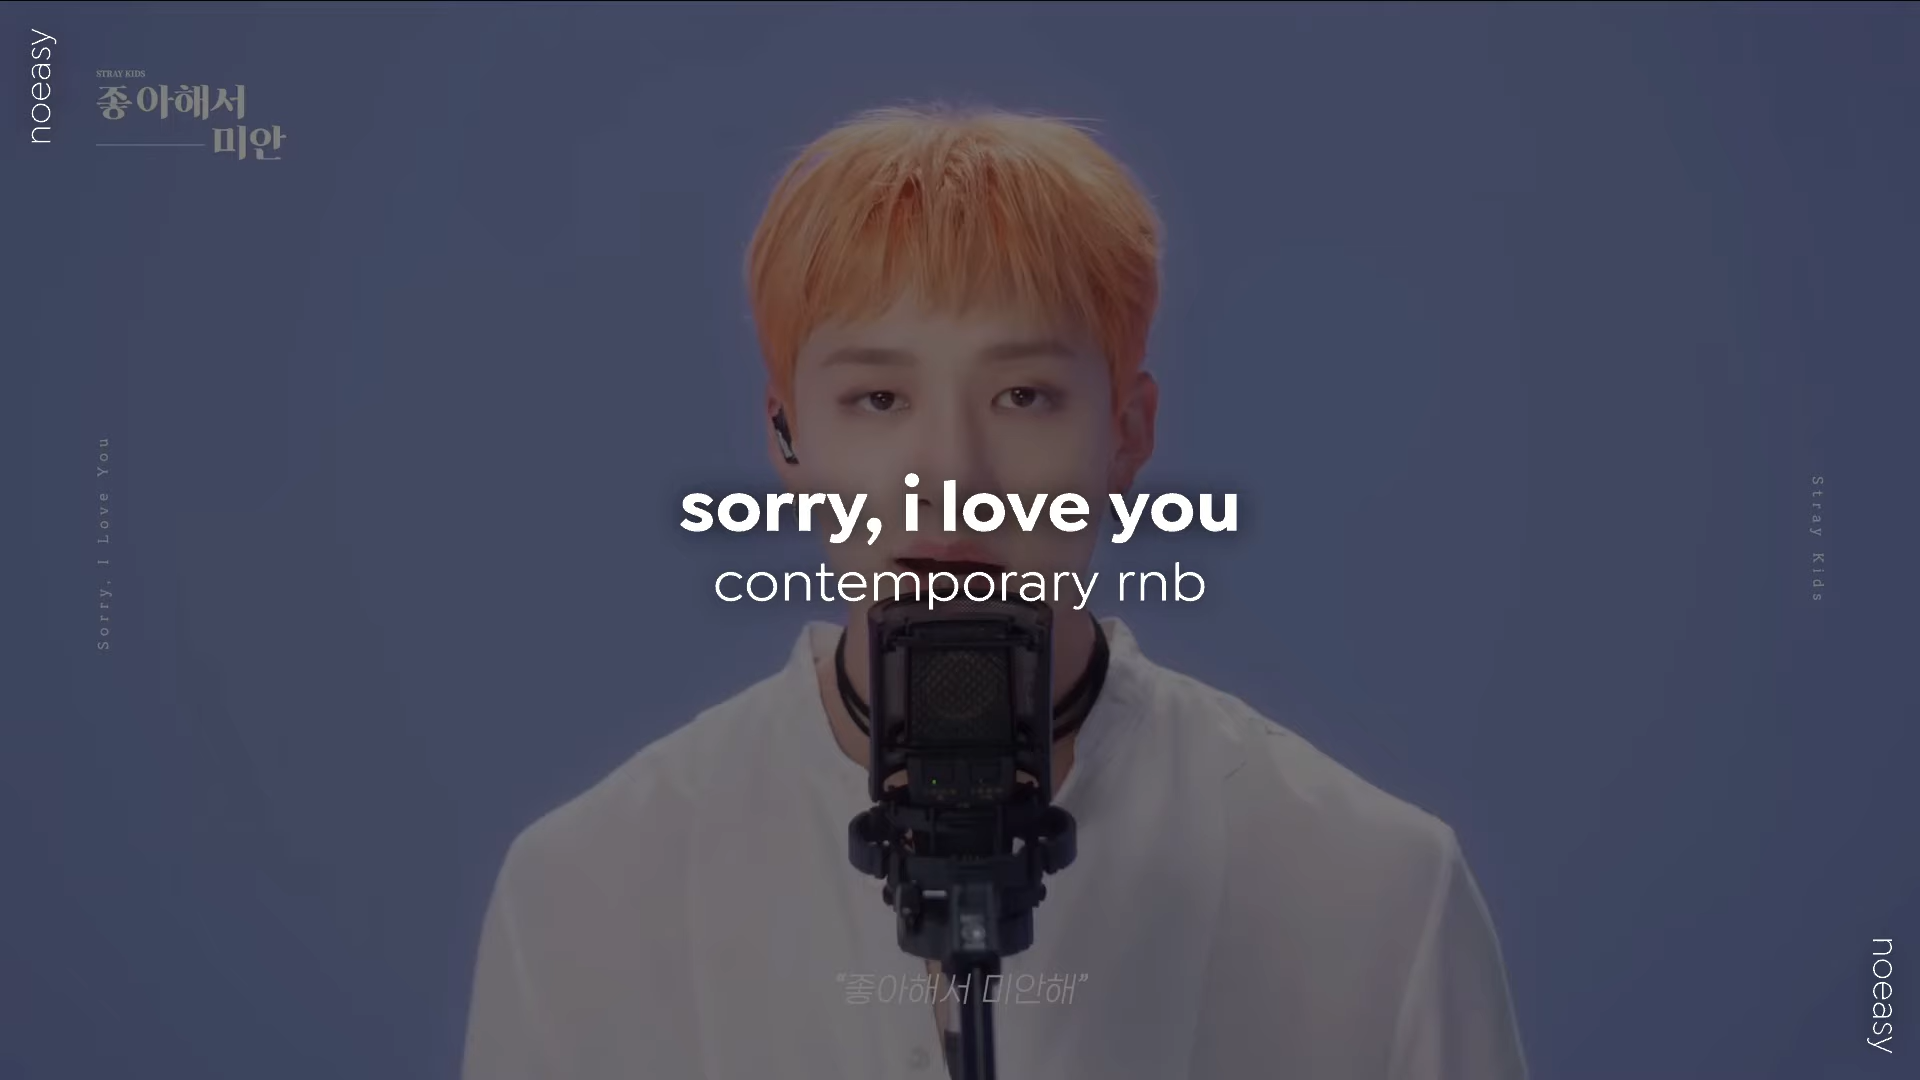 noeasy
STRAY KIDS
좋아해서
미안
Sorry, I Love You
sorry, i love you
contemporary rnb
Stray Kids
“좋아해서 미안해”
noeasy